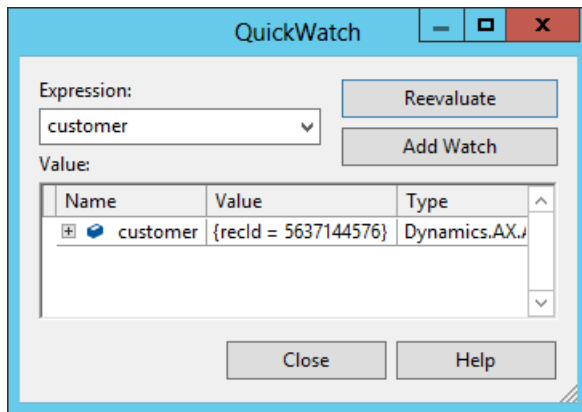 QuickWatch
Expression:
Reevaluate
customer
Add Watch
Value:
Name Value Type
customer {recId = 5637144576} Dynamics.AX.
Close Help